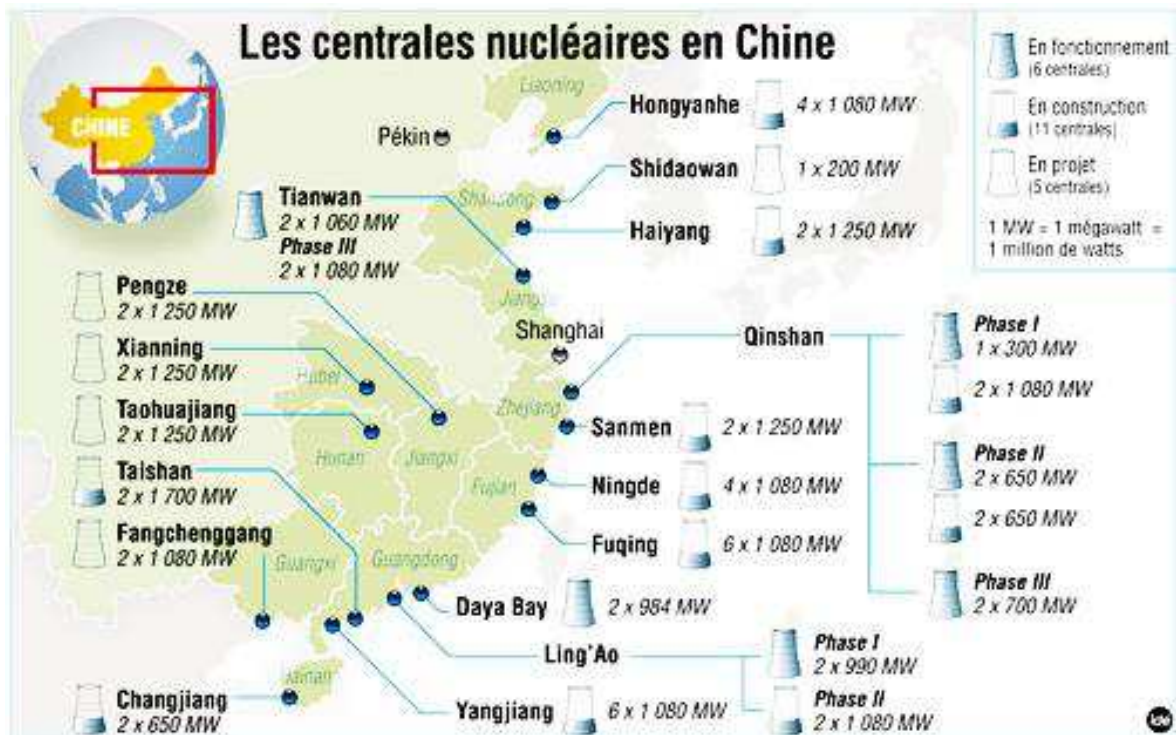 Les centrales nucléaires en Chine
CHINE
En fonctionnement
(6 centrales)
En construction
(11 centrales)
En projet
(5 centrales)
1 MW = 1 mégawatt =
1 million de watts
Liaoning
Hongyanhe
4 x 1 080 MW
Pékin
Shidaowan
1 x 200 MW
Shandong
Haiyang
2 x 1 250 MW
Tianwan
2 x 1 060 MW
Phase III
2 x 1 080 MW
Pengze
2 x 1 250 MW
Shanghai
Qinshan
Phase I
1 x 300 MW
2 x 1 080 MW
Phase II
2 x 650 MW
2 x 650 MW
Phase III
2 x 700 MW
Xianning
2 x 1 250 MW
Hubei
Zhejiang
Taohuajiang
2 x 1 250 MW
Sanmen
2 x 1 250 MW
Hunan
Jiangxi
Taishan
2 x 1 700 MW
Fujian
Ningde
4 x 1 080 MW
Fangchenggang
2 x 1 080 MW
Fuqing
6 x 1 080 MW
Guangxi
Guangdong
Daya Bay
2 x 984 MW
Ling'Ao
Phase I
2 x 990 MW
Phase II
2 x 1 080 MW
Hainan
Changjiang
2 x 650 MW
Yangjiang
6 x 1 080 MW